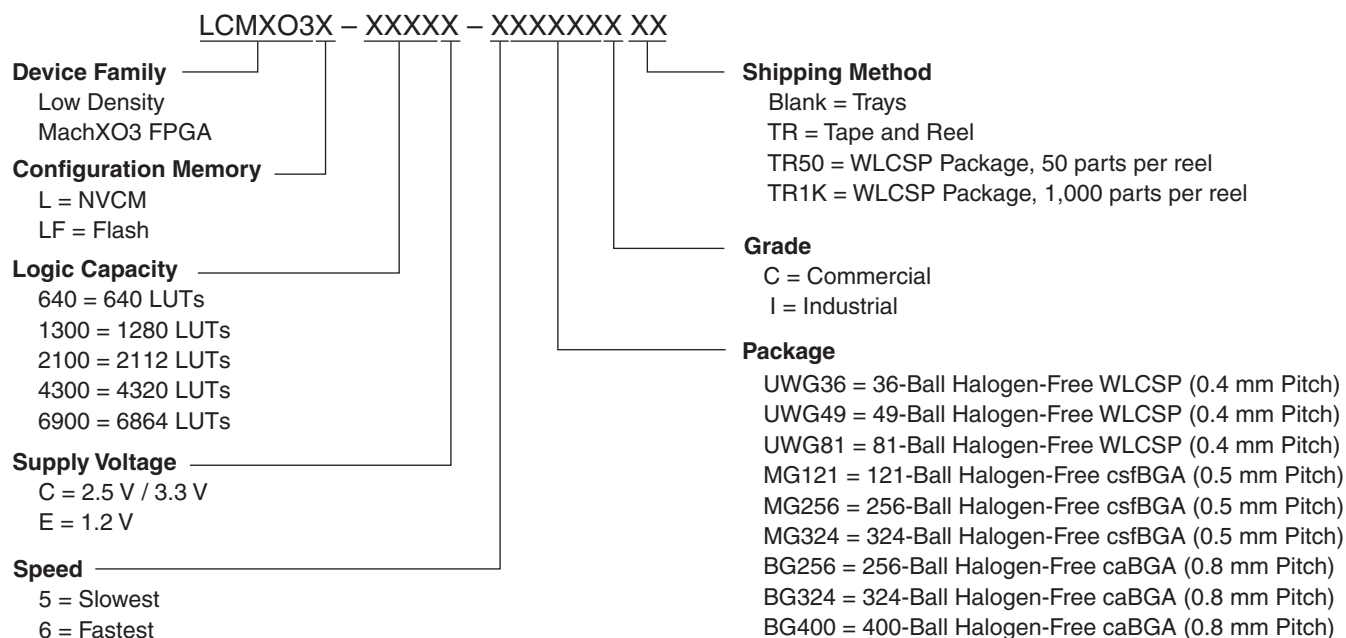 LCMXO3X – XXXXX – XXXXXXX XX
Device Family
Low Density
MachXO3 FPGA
Configuration Memory
L = NVCM
LF = Flash
Logic Capacity
640 = 640 LUTs
1300 = 1280 LUTs
2100 = 2112 LUTs
4300 = 4320 LUTs
6900 = 6864 LUTs
Supply Voltage
C = 2.5 V / 3.3 V
E = 1.2 V
Speed
5 = Slowest
6 = Fastest
Shipping Method
Blank = Trays
TR = Tape and Reel
TR50 = WLCSP Package, 50 parts per reel
TR1K = WLCSP Package, 1,000 parts per reel
Grade
C = Commercial
I = Industrial
Package
UWG36 = 36-Ball Halogen-Free WLCSP (0.4 mm Pitch)
UWG49 = 49-Ball Halogen-Free WLCSP (0.4 mm Pitch)
UWG81 = 81-Ball Halogen-Free WLCSP (0.4 mm Pitch)
MG121 = 121-Ball Halogen-Free csfBGA (0.5 mm Pitch)
MG256 = 256-Ball Halogen-Free csfBGA (0.5 mm Pitch)
MG324 = 324-Ball Halogen-Free csfBGA (0.5 mm Pitch)
BG256 = 256-Ball Halogen-Free caBGA (0.8 mm Pitch)
BG324 = 324-Ball Halogen-Free caBGA (0.8 mm Pitch)
BG400 = 400-Ball Halogen-Free caBGA (0.8 mm Pitch)